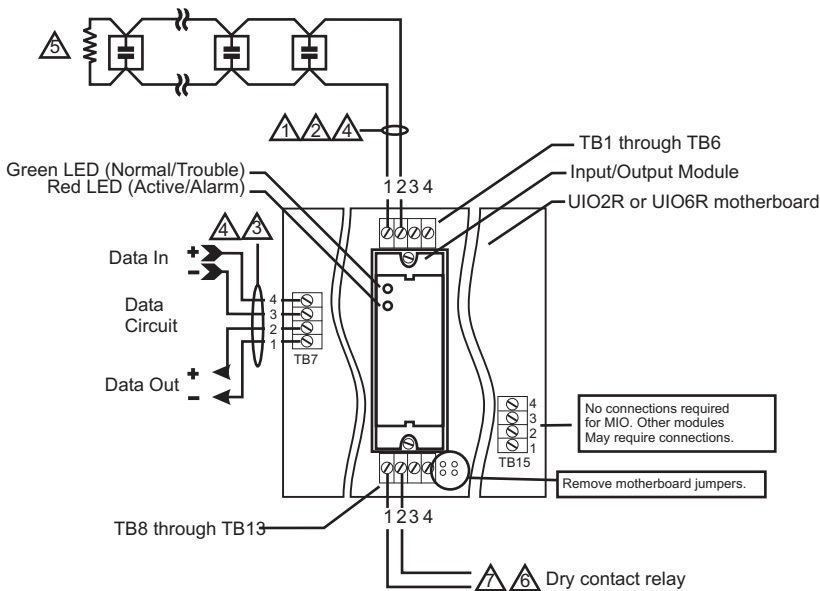 5
1 2 4
TB1 through TB6
Green LED (Normal/Trouble)
Input/Output Module
Red LED (Active/Alarm)
1 2 3 4
UIO2R or UIO6R motherboard
4 3
Data In + -
4
3
2
1
Data
Circuit
TB7
Data Out + -
4
3
2
1
TB15
No connections required
for MIO. Other modules
May require connections.
Remove motherboard jumpers.
1 2 3 4
TB8 through TB13
7 6 Dry contact relay